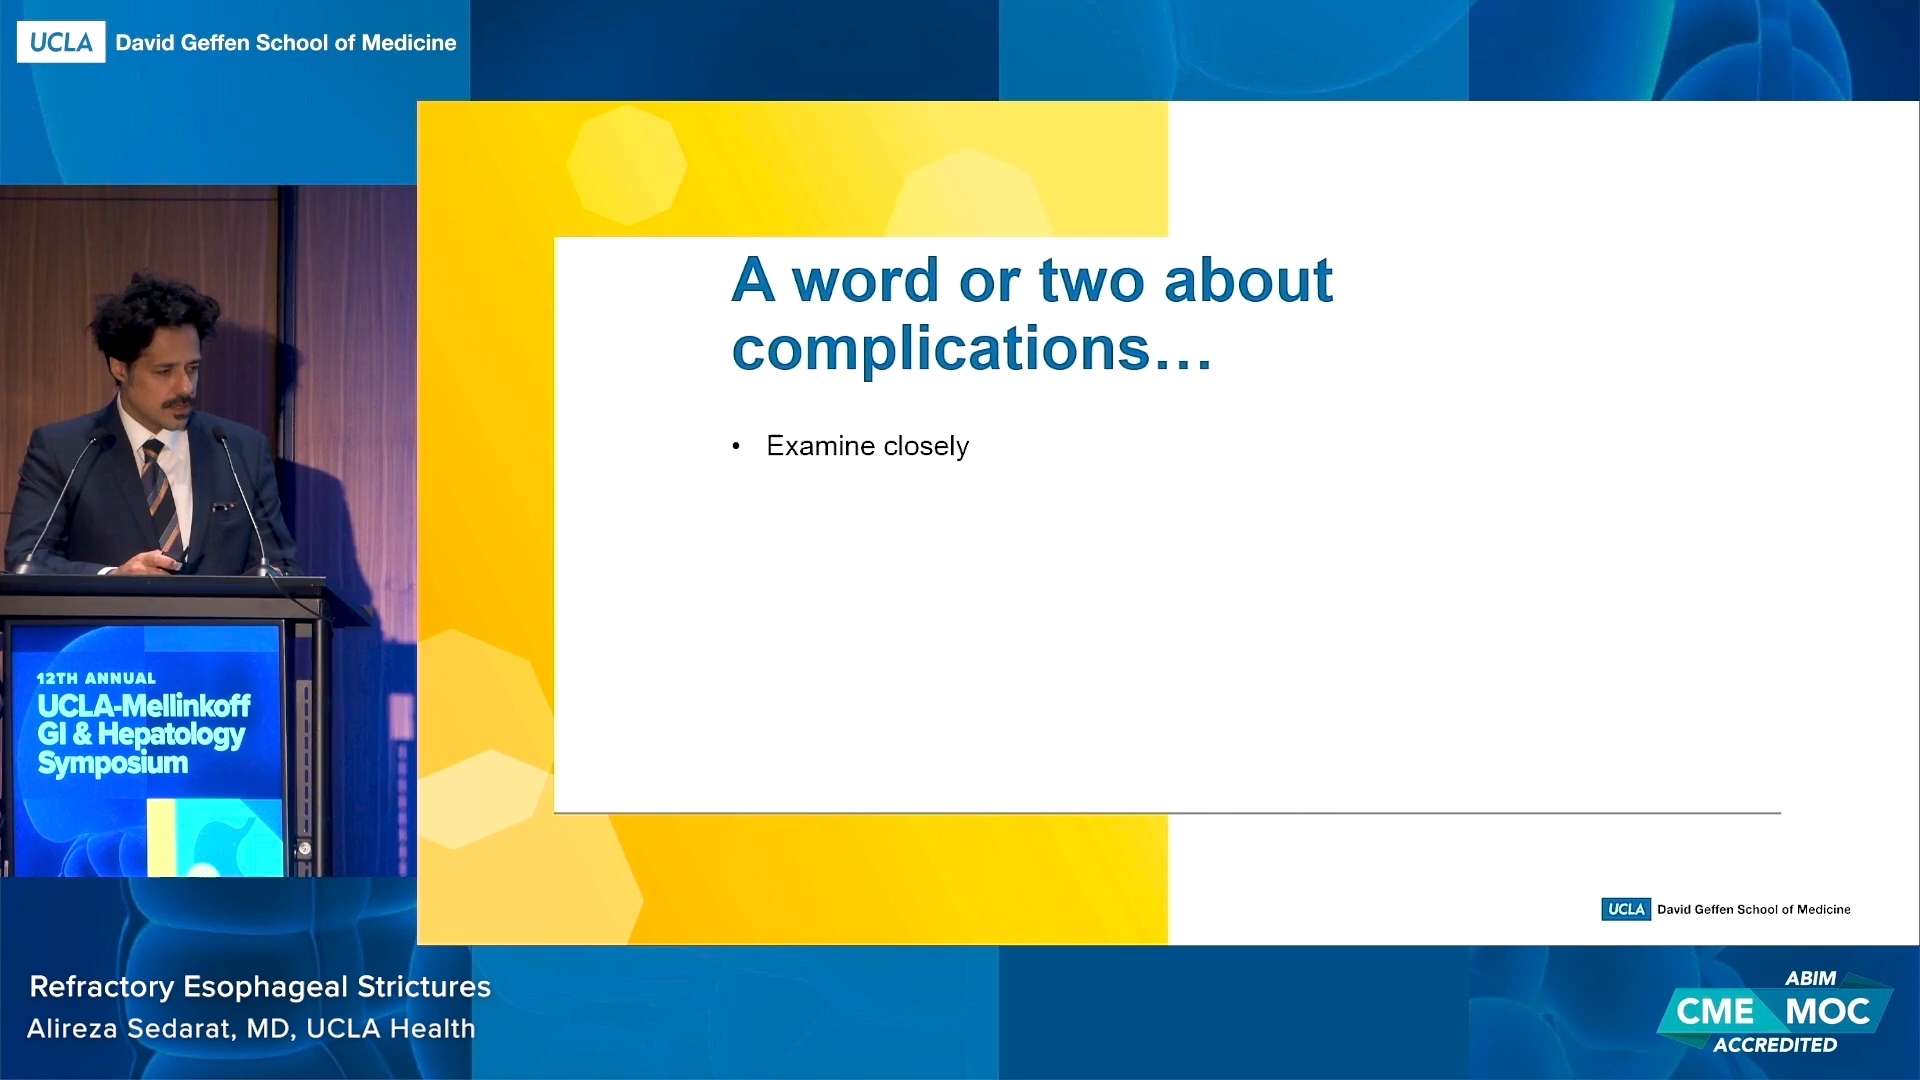 UCLA David Geffen School of Medicine
A word or two about
complications…
• Examine closely
12TH ANNUAL
UCLA-Mellinkoff
GI & Hepatology
Symposium
UCLA David Geffen School of Medicine
Refractory Esophageal Strictures
Alireza Sedarat, MD, UCLA Health
ABIM
CME MOC
ACCREDITED